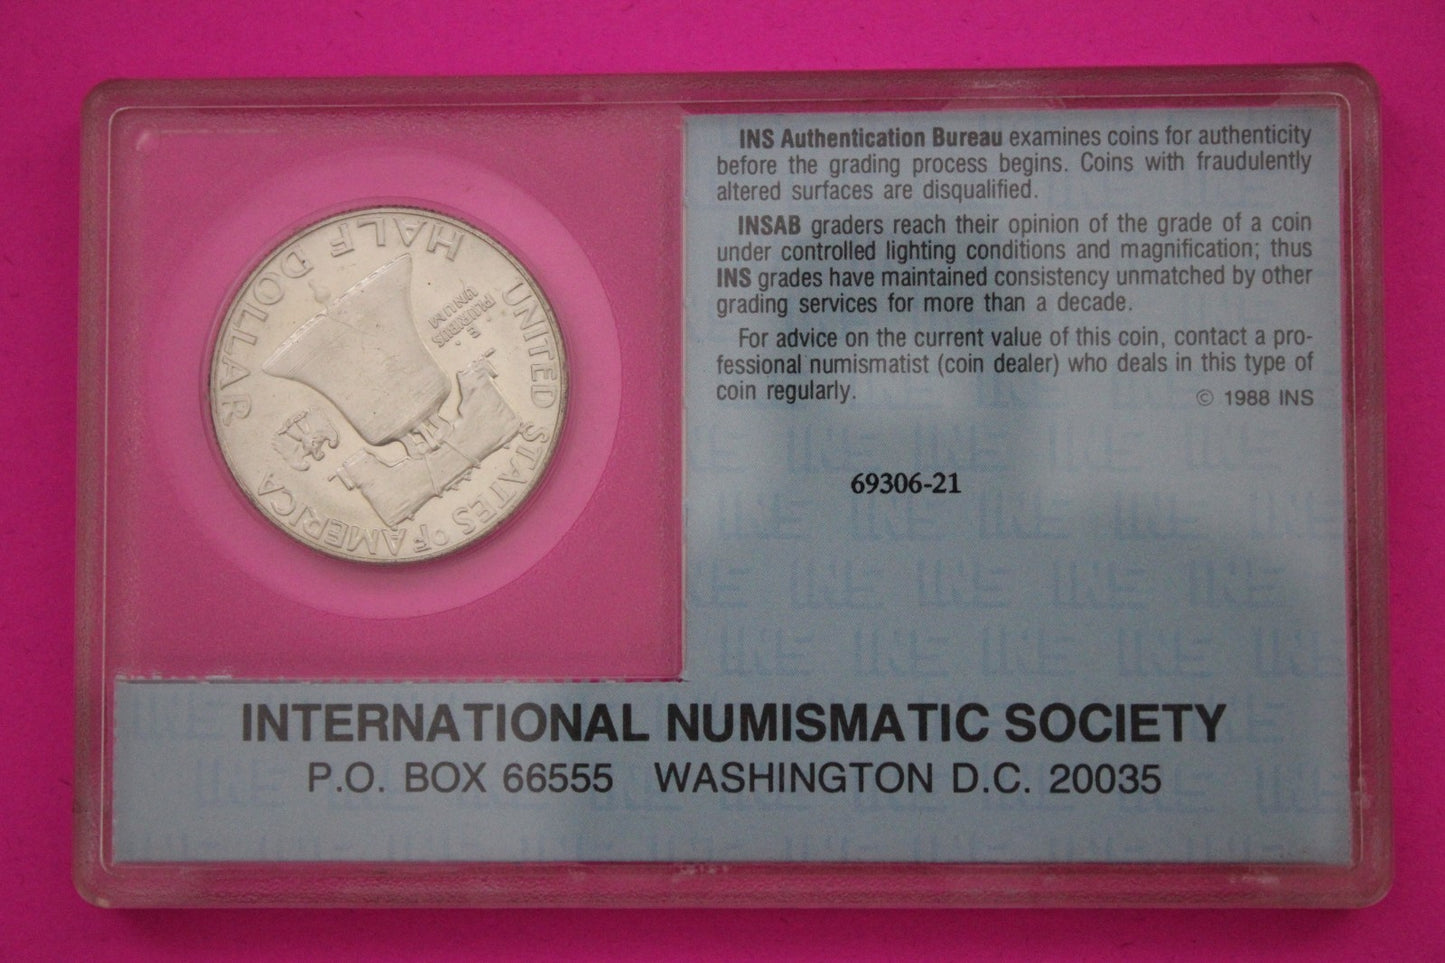 UNITED STATES OF AMERICA
E
PLURIBUS
UNUM
HALF DOLLAR
INS Authentication Bureau examines coins for authenticity
before the grading process begins. Coins with fraudulently
altered surfaces are disqualified.
INSAB graders reach their opinion of the grade of a coin
under controlled lighting conditions and magnification; thus
INS grades have maintained consistency unmatched by other
grading services for more than a decade.
For advice on the current value of this coin, contact a pro-
fessional numismatist (coin dealer) who deals in this type of
coin regularly.
© 1988 INS
69306-21
INTERNATIONAL NUMISMATIC SOCIETY
P.O. BOX 66555 WASHINGTON D.C. 20035